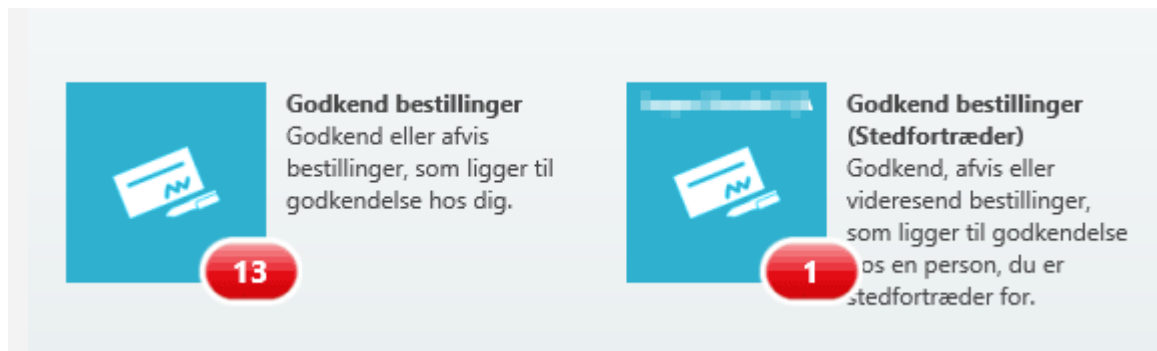 Godkend bestillinger
Godkend eller afvis
bestillinger, som ligger til
godkendelse hos dig.
13
Godkend bestillinger
(Stedfortræder)
Godkend, afvis eller
videresend bestillinger,
som ligger til godkendelse
os en person, du er
stedfortræder for.
1